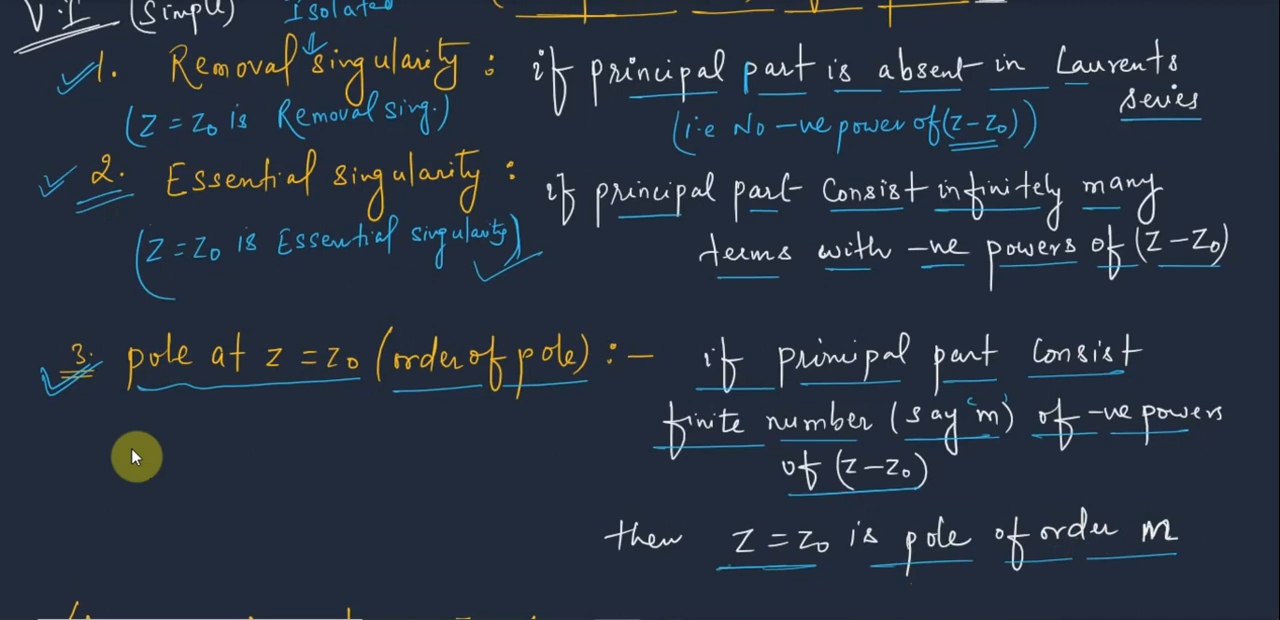 V.I (Simple) Isolated
1. Removal singularity : if principal part is absent in Laurents
series
(Z = Z0 is Removal sing.) (i.e No -ve power of (Z-Z0))
2. Essential singularity : if principal part consist infinitely many
(Z = Z0 is Essential singularity) terms with -ve powers of (Z-Z0)
3. pole at Z = Z0 (order of pole) :- if principal part consist
finite number (say 'm') of -ve powers
of (Z-Z0)
then Z = Z0 is pole of order m